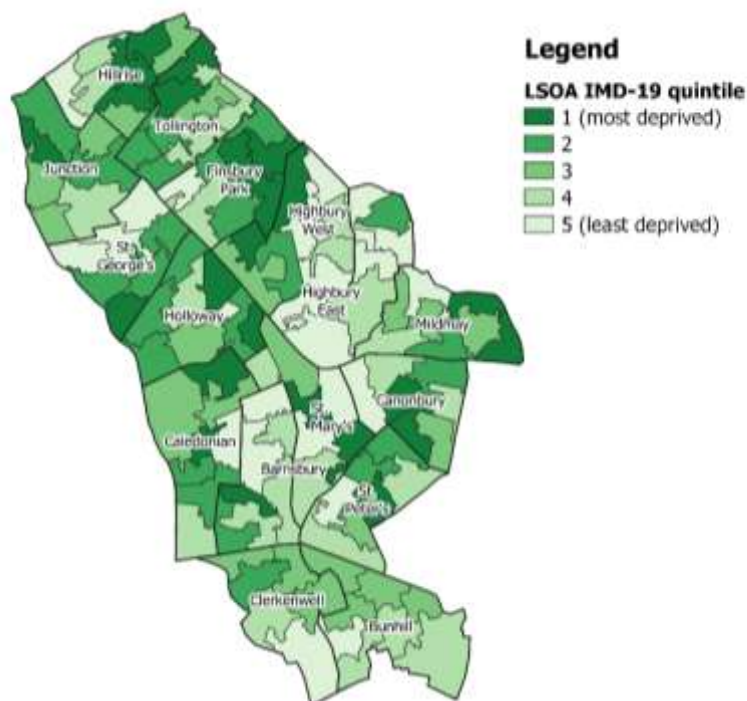 Legend
LSOA IMD-19 quintile
1 (most deprived)
2
3
4
5 (least deprived)
Hillrise
Tollington
Junction
Finsbury
Park
Highbury
West
St
George's
Highbury
East
Holloway
Mildmay
Canonbury
St
Mary's
Caledonian
Barnsbury
St
Peter's
Clerkenwell
Bunhill